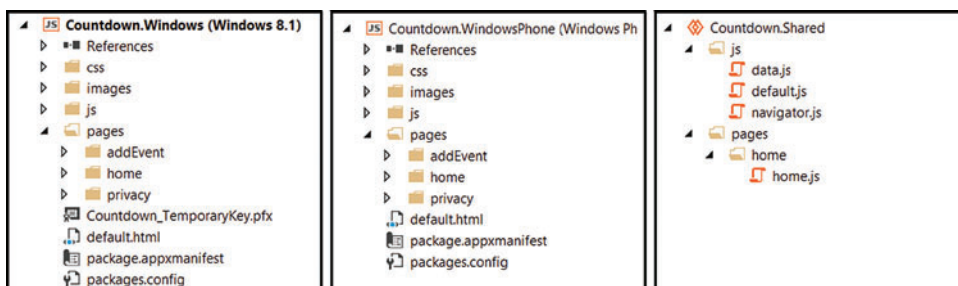 JS Countdown.Windows (Windows 8.1)
References
css
images
js
pages
addEvent
home
privacy
Countdown_TemporaryKey.pfx
default.html
package.appxmanifest
packages.config
JS Countdown.WindowsPhone (Windows Ph
References
css
images
js
pages
addEvent
home
privacy
default.html
package.appxmanifest
packages.config
Countdown.Shared
js
data.js
default.js
navigator.js
pages
home
home.js